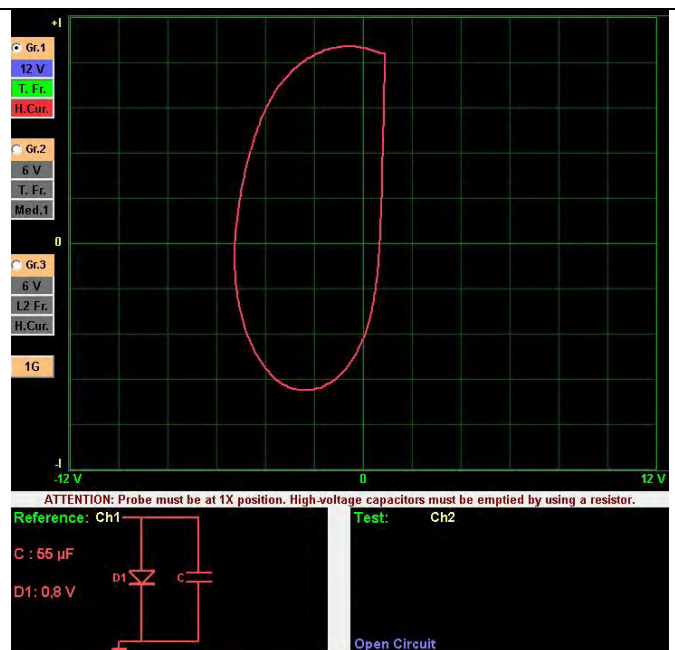 +I
Gr.1
12 V
T. Fr.
H.Cur.
Gr.2
6 V
T. Fr.
Med.1
0
Gr.3
6 V
L2 Fr.
H.Cur.
1G
-I
-12 V 0 12 V
ATTENTION: Probe must be at 1X position. High-voltage capacitors must be emptied by using a resistor.
Reference: Ch1
C : 55 µF
D1: 0,8 V
D1 C
Test: Ch2
Open Circuit